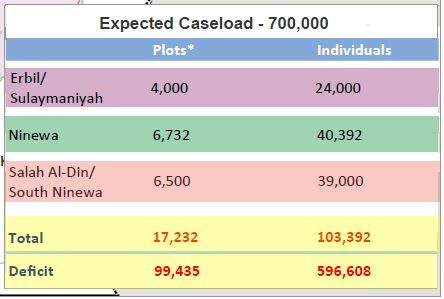 Expected Caseload - 700,000
Plots* Individuals
Erbil/
Sulaymaniyah 4,000 24,000
Ninewa 6,732 40,392
Salah Al-Din/
South Ninewa 6,500 39,000
Total 17,232 103,392
Deficit 99,435 596,608